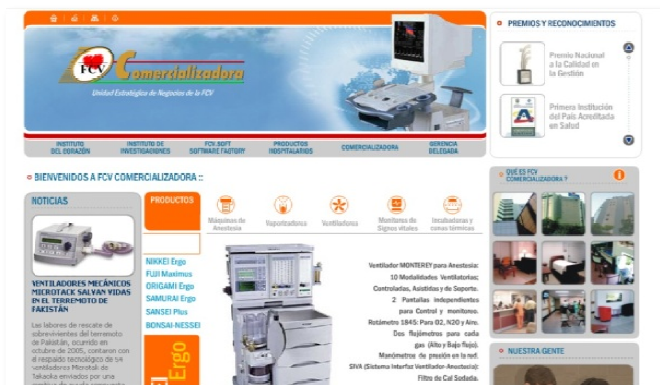 FCV
Comercializadora
Unidad Estratégica de Negocios de la FCV
INSTITUTO
DEL CORAZÓN
INSTITUTO DE
INVESTIGACIONES
FCV.SOFT
SOFTWARE FACTORY
PRODUCTOS
HOSPITALARIOS
COMERCIALIZADORA
GERENCIA
DELEGADA
PREMIOS Y RECONOCIMIENTOS
Premio Nacional
a la Calidad en
la Gestión
Primera Institución
del País Acreditada
en Salud
BIENVENIDOS A FCV COMERCIALIZADORA ::
NOTICIAS
VENTILADORES MECÁNICOS
MICROTACK SALVAN VIDAS
EN EL TERREMOTO DE
PAKISTÁN
Las labores de rescate de
sobrevivientes del terremoto
de Pakistán, ocurrido en
octubre de 2005, contaron con
el respaldo tecnológico de 54
ventiladores Microtak de
Takaoka enviados por una
PRODUCTOS
NIKKEI Ergo
FUJI Maximus
ORIGAMI Ergo
SAMURAI Ergo
SANSEI Plus
BONSAI-NESSEI
Ergo
Máquinas de
Anestesia
Vaporizadores
Ventiladores
Monitores de
Signos vitales
Incubadoras y
camas térmicas
Ventilador MONTEREY para Anestesia:
10 Modalidades Ventilatorias;
Controladas, Asistidas y de Soporte.
2 Pantallas independientes
para Control y monitoreo.
Rotámetro 1845: Para O2, N20 y Aire.
Dos flejómetros para cada
gas (Alto y Bajo flujo).
Manómetros de presión en la red.
SIVA (Sistema Interfaz Ventilador-Anestesia):
Filtro de Cal Sodada.
QUÉ ES FCV
COMERCIALIZADORA ?
NUESTRA GENTE